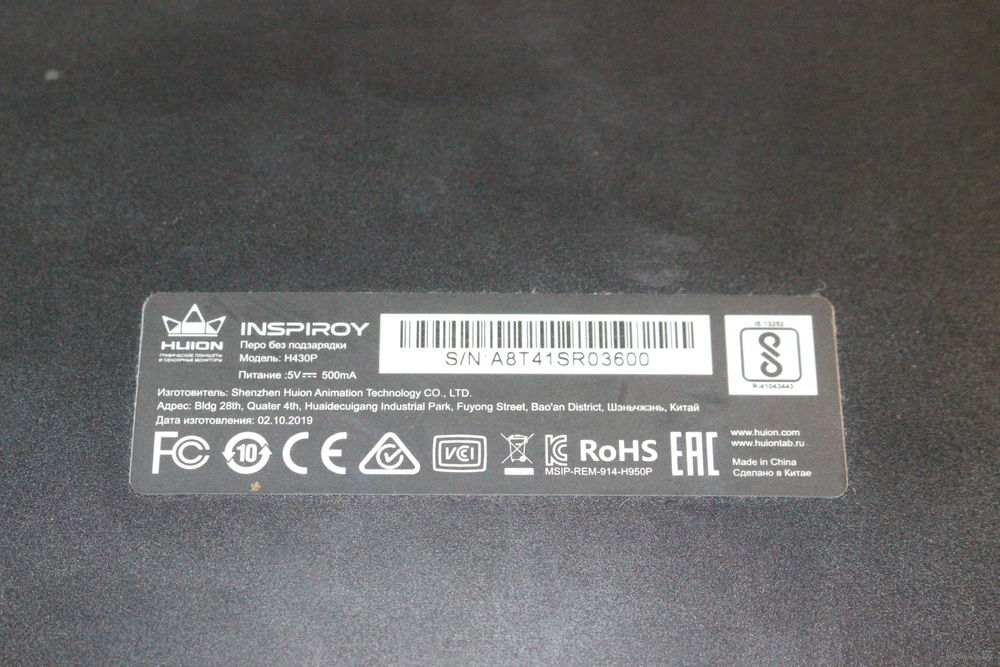 HUION
ГРАФИЧЕСКИЕ ПЛАНШЕТЫ
И СЕНСОРНЫЕ МОНИТОРЫ
INSPIROY
Перо без подзарядки
Модель: H430P
Питание :5V⎓ 500mA
S/N:A8T41SR03600
IS 13252
R-41043443
Изготовитель: Shenzhen Huion Animation Technology CO., LTD.
Адрес: Bldg 28th, Quater 4th, Huaidecuigang Industrial Park, Fuyong Street, Bao'an District, Шэньчжэнь, Китай
Дата изготовления: 02.10.2019
FC 10 CE VCI RoHS EAC
MSIP-REM-914-H950P
www.huion.com
www.huiontab.ru
Made in China
Сделано в Китае